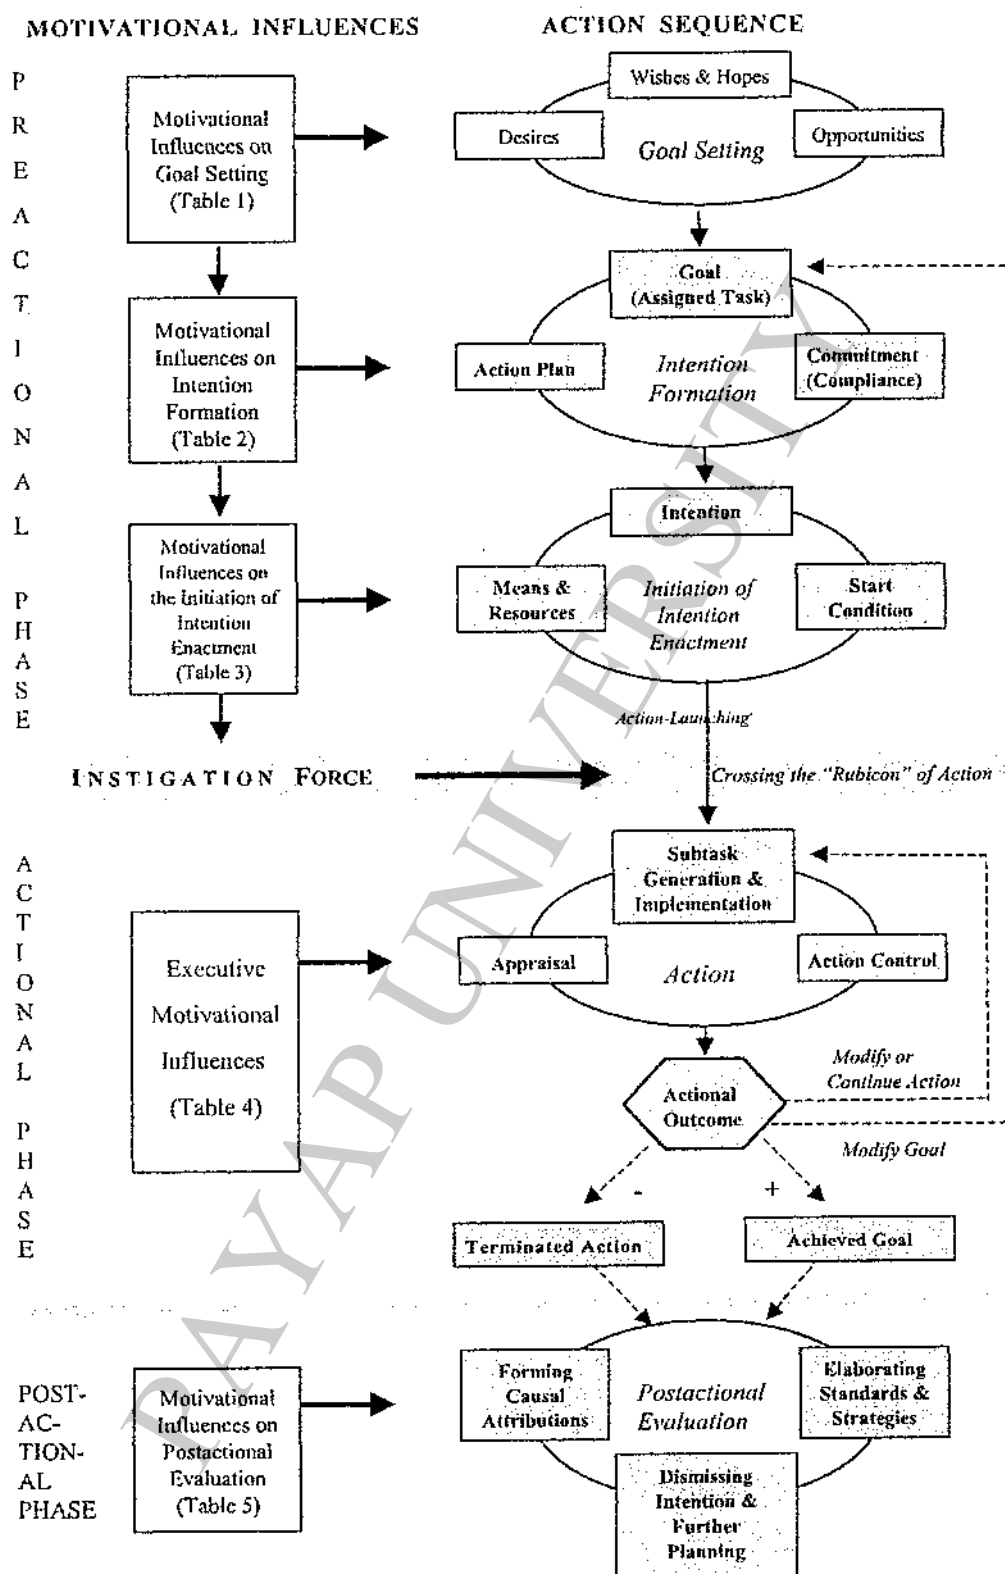 MOTIVATIONAL INFLUENCES
ACTION SEQUENCE
PREACTIONAL PHASE
Motivational
Influences on
Goal Setting
(Table 1)
Wishes & Hopes
Desires
Opportunities
Goal Setting
Motivational
Influences on
Intention
Formation
(Table 2)
Goal
(Assigned Task)
Action Plan
Commitment
(Compliance)
Intention
Formation
Motivational
Influences on
the Initiation of
Intention
Enactment
(Table 3)
Intention
Means &
Resources
Start
Condition
Initiation of
Intention
Enactment
Action-Launching
INSTIGATION FORCE
Crossing the "Rubicon" of Action
ACTIONAL PHASE
Executive
Motivational
Influences
(Table 4)
Subtask
Generation &
Implementation
Appraisal
Action Control
Action
Actional
Outcome
Modify or
Continue Action
Modify Goal
-
+
Terminated Action
Achieved Goal
POST-
AC-
TION-
AL
PHASE
Motivational
Influences on
Postactional
Evaluation
(Table 5)
Forming
Causal
Attributions
Postactional
Evaluation
Elaborating
Standards &
Strategies
Dismissing
Intention &
Further
Planning
PAYAP UNIVERSITY